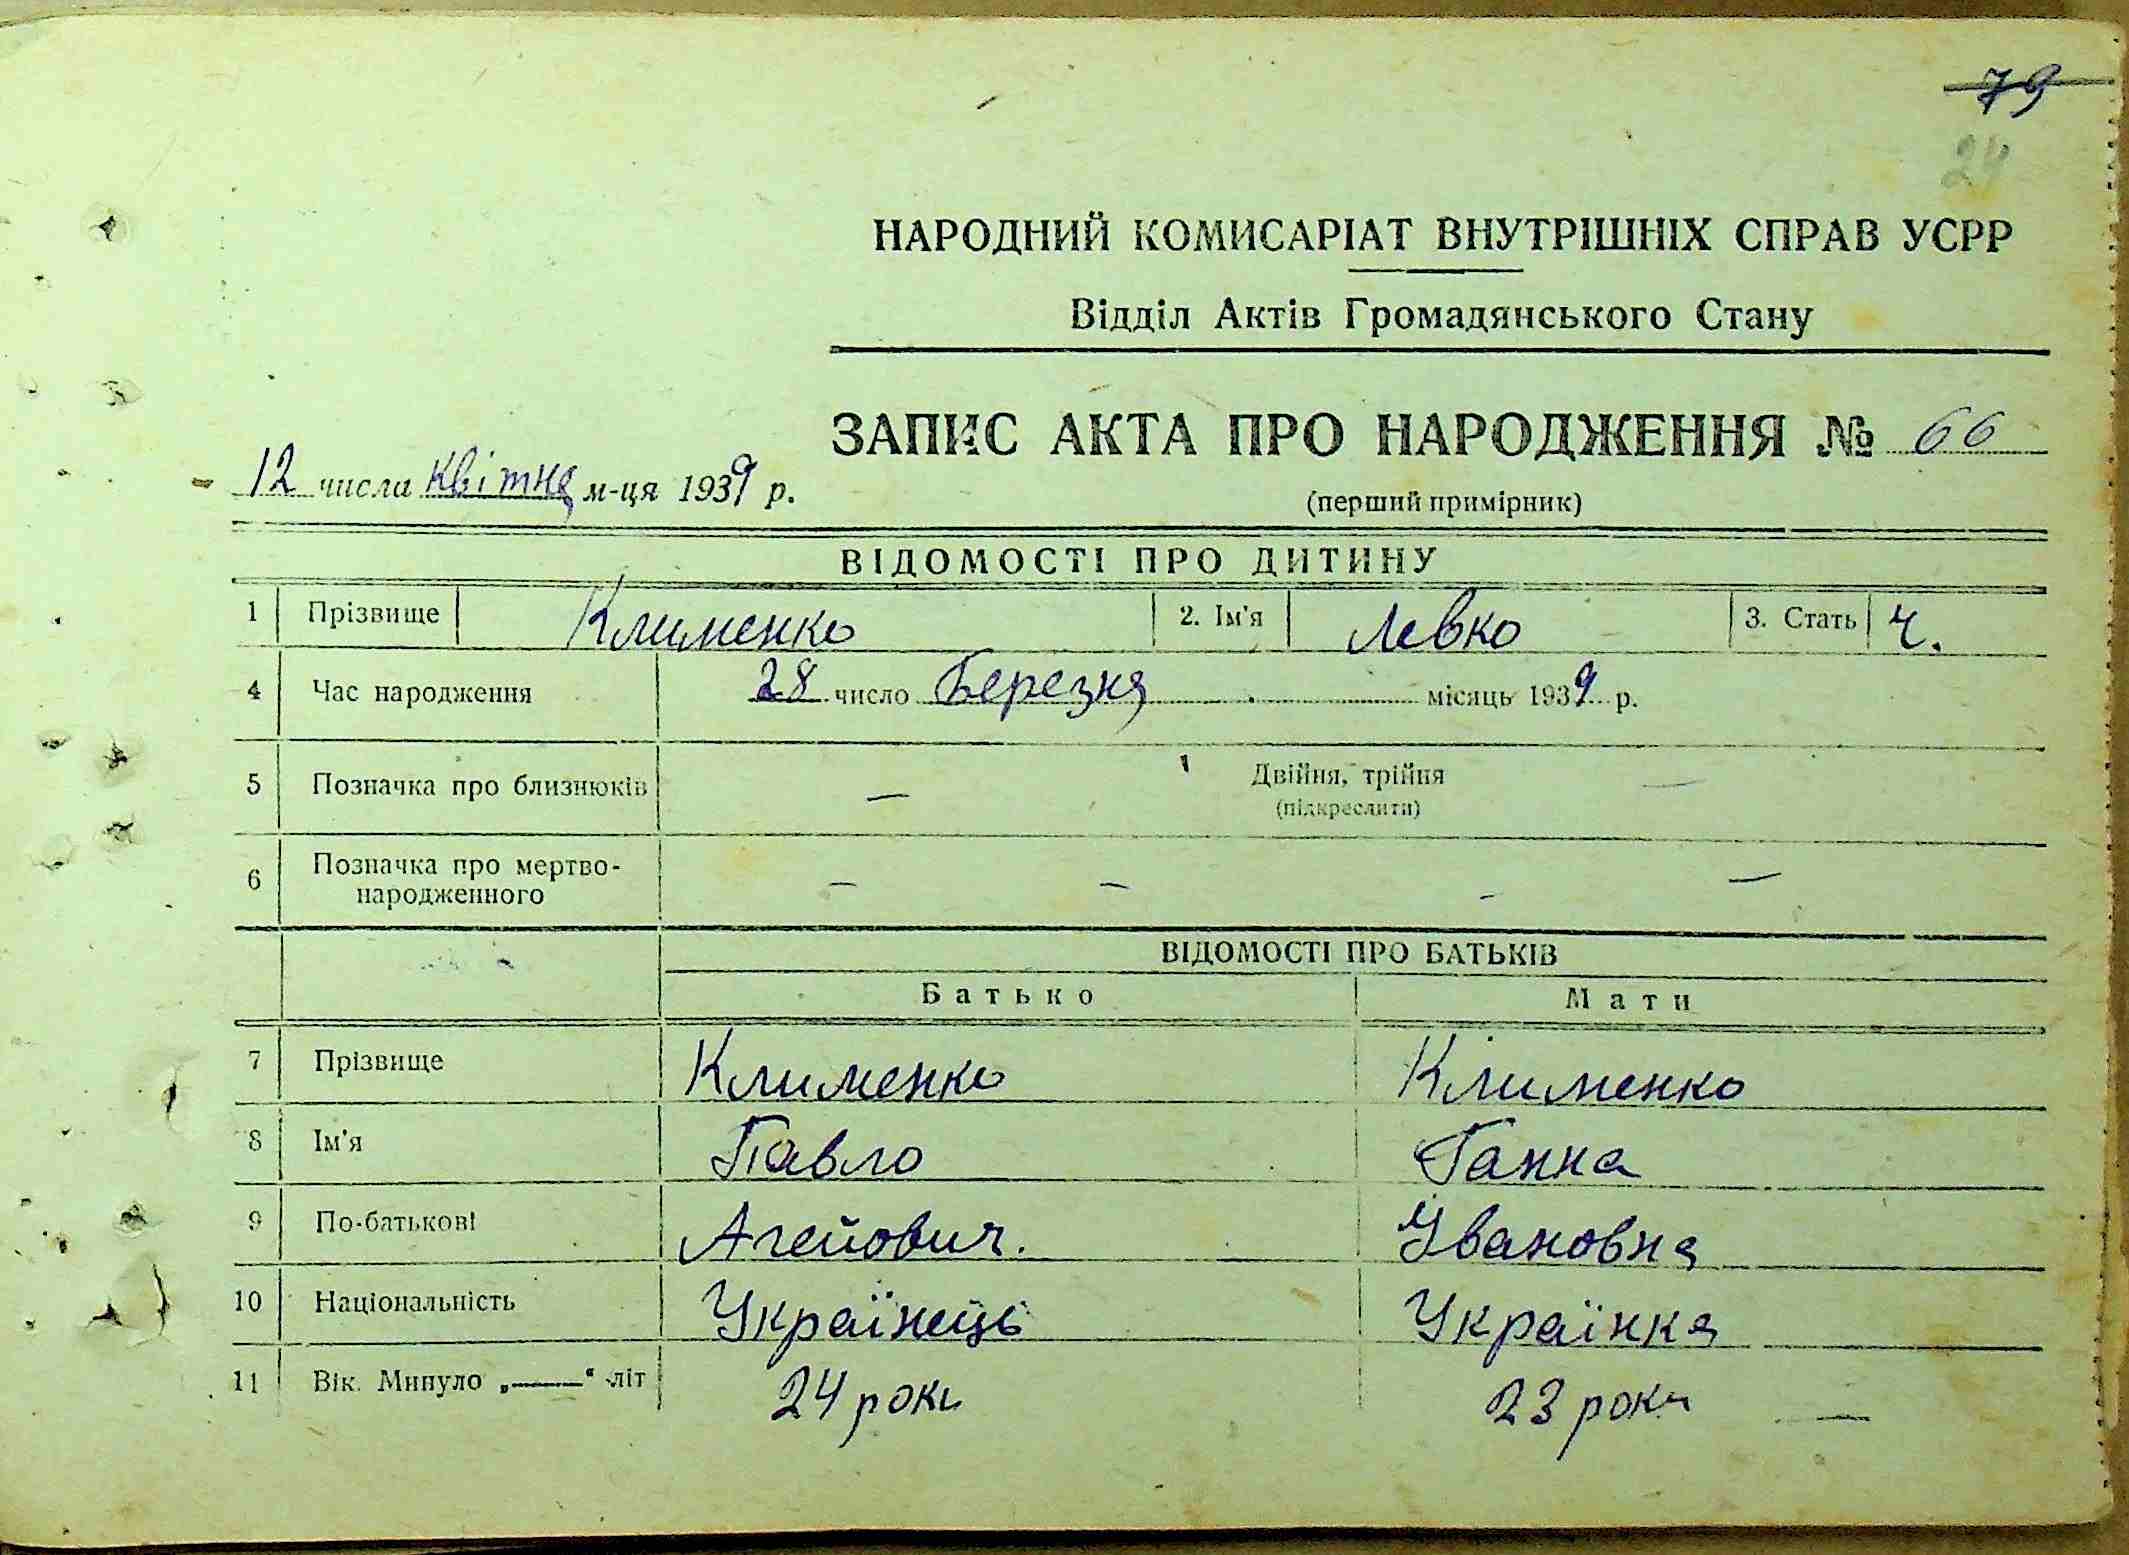 79
24
НАРОДНИЙ КОМИСАРІАТ ВНУТРІШНІХ СПРАВ УСРР
Відділ Актів Громадянського Стану
ЗАПИС АКТА ПРО НАРОДЖЕННЯ № 66
12 числа квітня м-ця 1939 р.
(перший примірник)
ВІДОМОСТІ ПРО ДИТИНУ
1 Прізвище Клименко 2. Ім'я Левко 3. Стать Ч.
4 Час народження 28 число Березня місяць 1939 р.
5 Позначка про близнюків — Двійня, трійня —
(підкреслити)
6 Позначка про мертво-
народженного — — - —
ВІДОМОСТІ ПРО БАТЬКІВ
Батько Мати
7 Прізвище Клименко Клименко
8 Ім'я Павло Ганна
9 По-батькові Агейович. Ивановна
10 Національність Українець Українка
11 Вік. Минуло „——" літ 24 роки 23 роки —